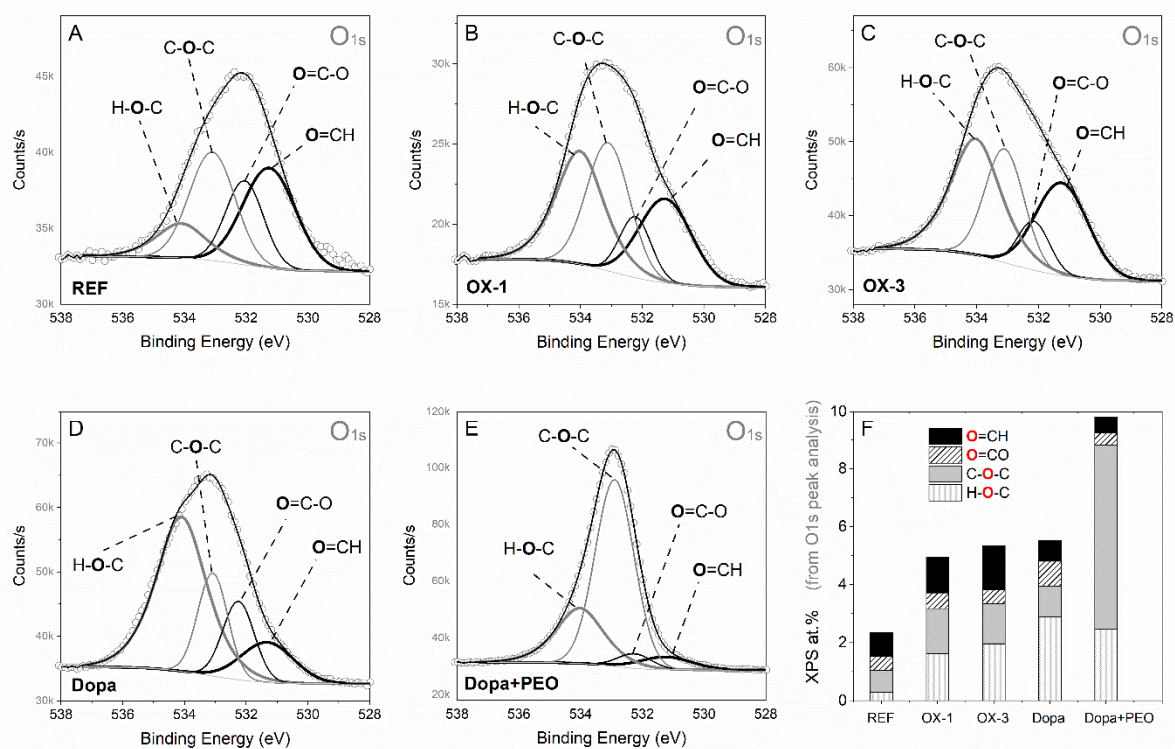 A
O1s
C-O-C
O=C-O
H-O-C
O=CH
45k
40k
35k
30k
Counts/s
REF
538 536 534 532 530 528
Binding Energy (eV)
B
O1s
C-O-C
O=C-O
H-O-C
O=CH
30k
25k
20k
15k
Counts/s
OX-1
538 536 534 532 530 528
Binding Energy (eV)
C
O1s
C-O-C
O=C-O
H-O-C
O=CH
60k
50k
40k
30k
Counts/s
OX-3
538 536 534 532 530 528
Binding Energy (eV)
D
O1s
C-O-C
O=C-O
H-O-C
O=CH
70k
60k
50k
40k
30k
Counts/s
Dopa
538 536 534 532 530 528
Binding Energy (eV)
E
O1s
C-O-C
O=C-O
H-O-C
O=CH
120k
100k
80k
60k
40k
20k
Counts/s
Dopa+PEO
538 536 534 532 530 528
Binding Energy (eV)
F
O=CH
O=CO
C-O-C
H-O-C
10
8
6
4
2
0
XPS at.% (from O1s peak analysis)
REF OX-1 OX-3 Dopa Dopa+PEO